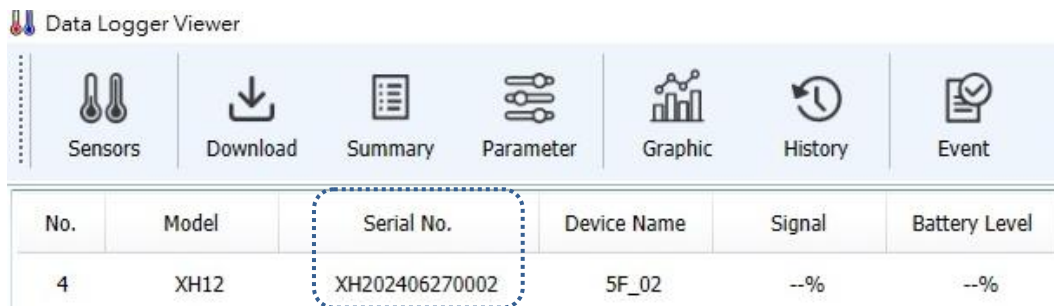 Data Logger Viewer
Sensors Download Summary Parameter Graphic History Event
No. Model Serial No. Device Name Signal Battery Level
4 XH12 XH202406270002 5F_02 --% --%